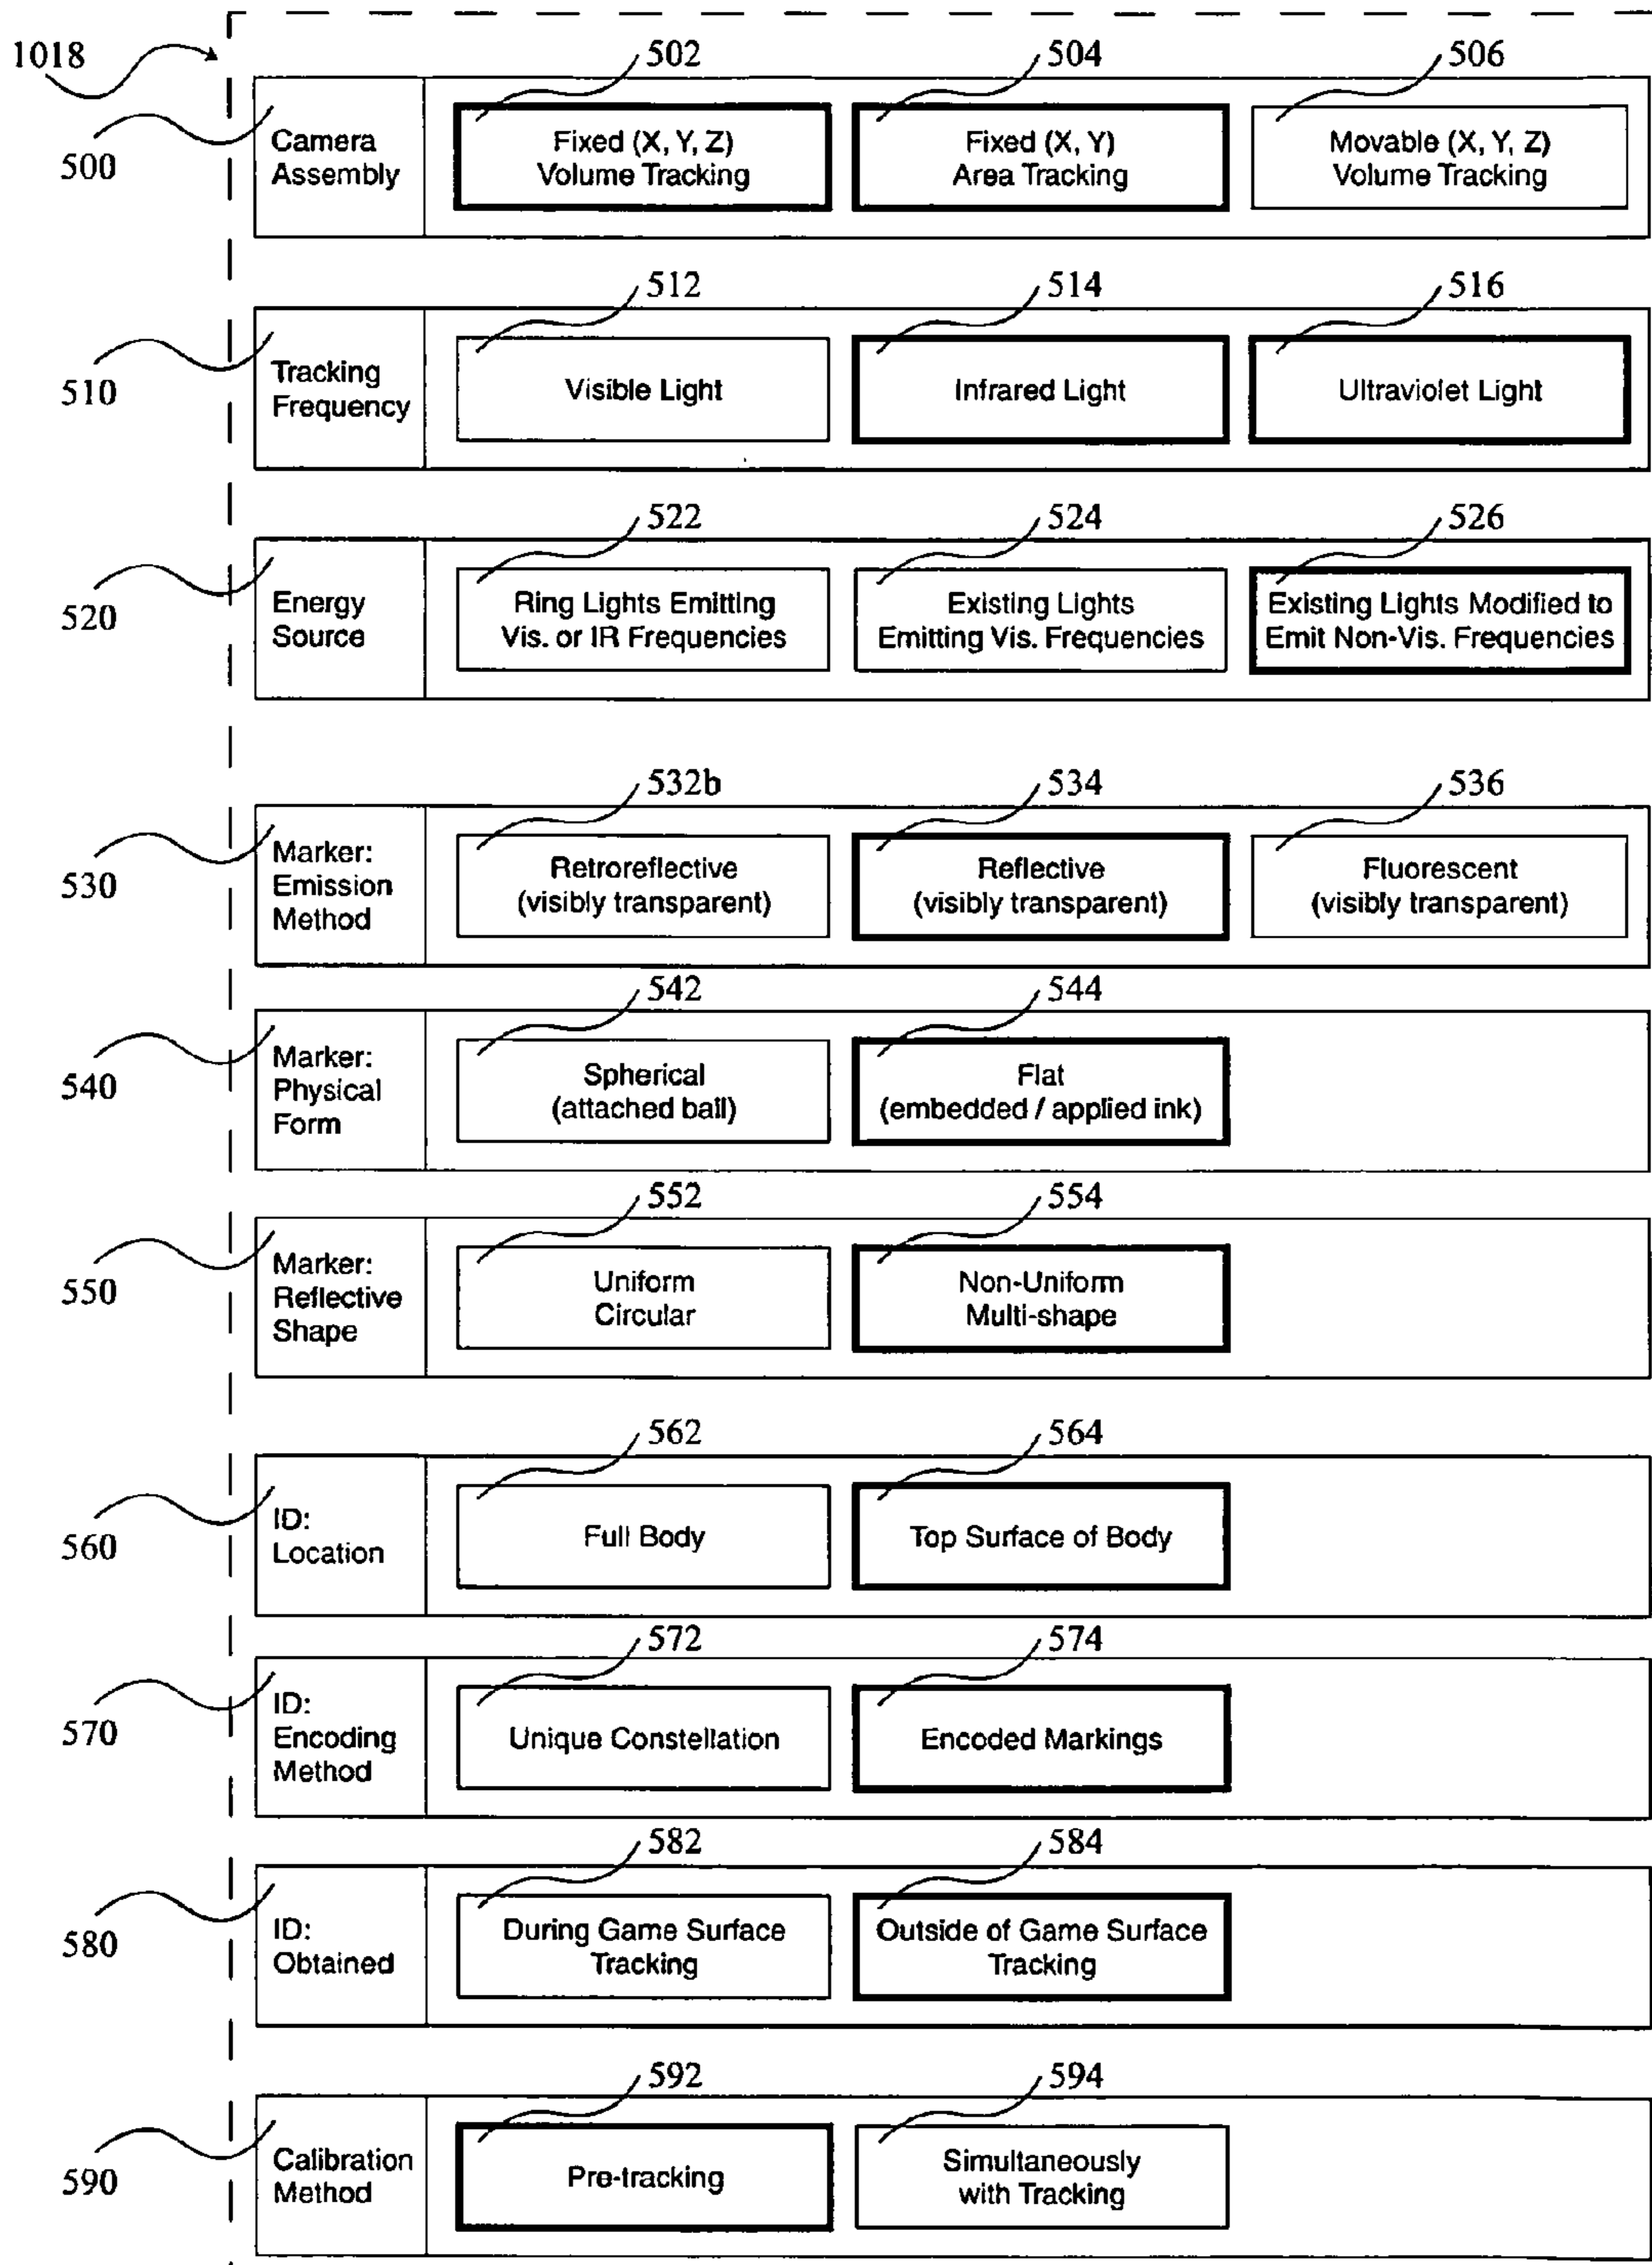 1018
502
504
506
500
Camera
Assembly
Fixed (X, Y, Z)
Volume Tracking
Fixed (X, Y)
Area Tracking
Movable (X, Y, Z)
Volume Tracking
512
514
516
510
Tracking
Frequency
Visible Light
Infrared Light
Ultraviolet Light
522
524
526
520
Energy
Source
Ring Lights Emitting
Vis. or IR Frequencies
Existing Lights
Emitting Vis. Frequencies
Existing Lights Modified to
Emit Non-Vis. Frequencies
532b
534
536
530
Marker:
Emission
Method
Retroreflective
(visibly transparent)
Reflective
(visibly transparent)
Fluorescent
(visibly transparent)
542
544
540
Marker:
Physical
Form
Spherical
(attached ball)
Flat
(embedded / applied ink)
552
554
550
Marker:
Reflective
Shape
Uniform
Circular
Non-Uniform
Multi-shape
562
564
560
ID:
Location
Full Body
Top Surface of Body
572
574
570
ID:
Encoding
Method
Unique Constellation
Encoded Markings
582
584
580
ID:
Obtained
During Game Surface
Tracking
Outside of Game Surface
Tracking
592
594
590
Calibration
Method
Pre-tracking
Simultaneously
with Tracking